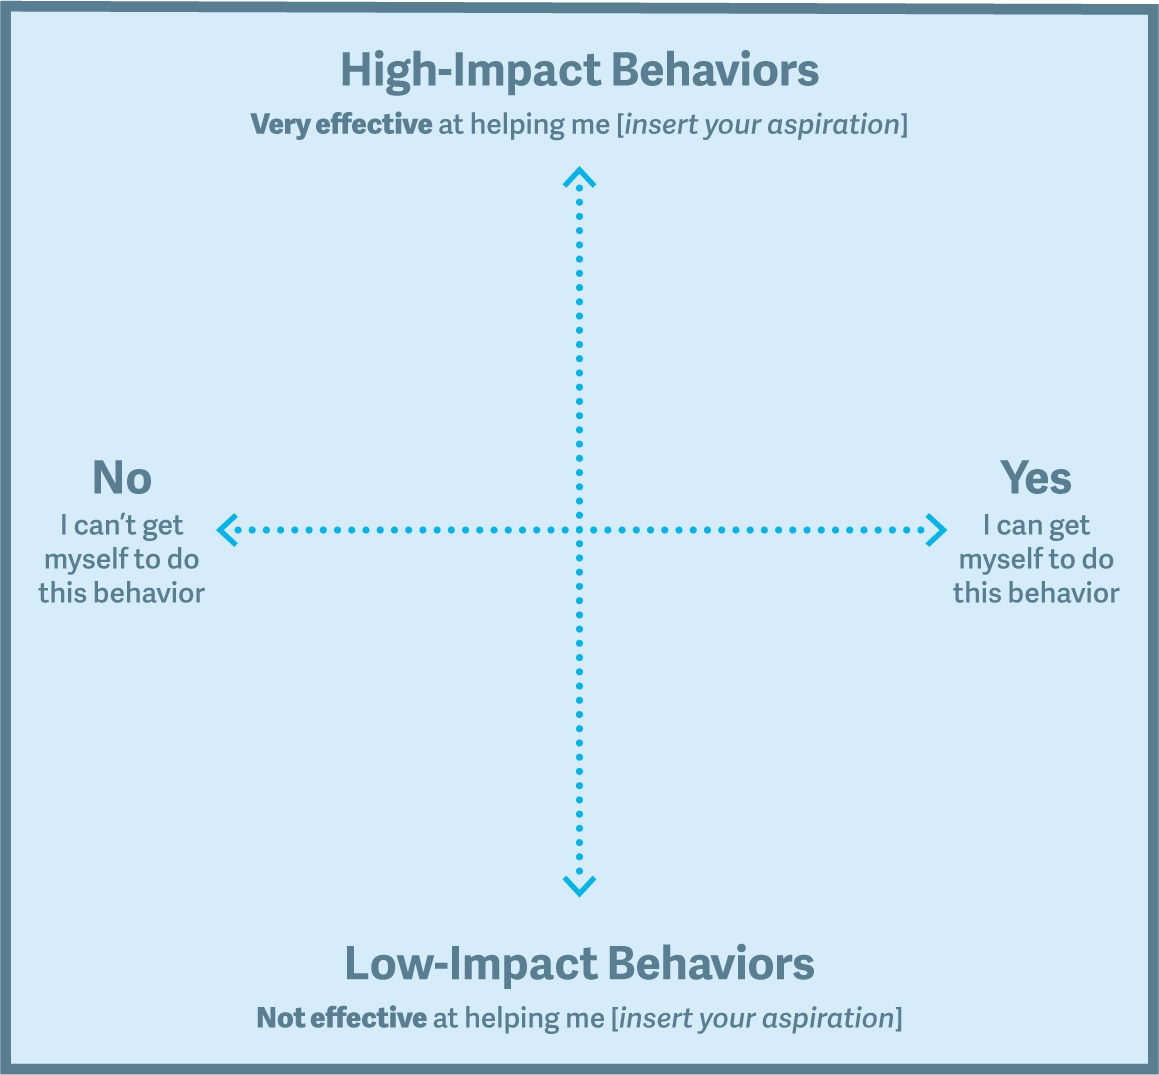 High-Impact Behaviors
Very effective at helping me [insert your aspiration]
No
I can’t get
myself to do
this behavior
Yes
I can get
myself to do
this behavior
Low-Impact Behaviors
Not effective at helping me [insert your aspiration]